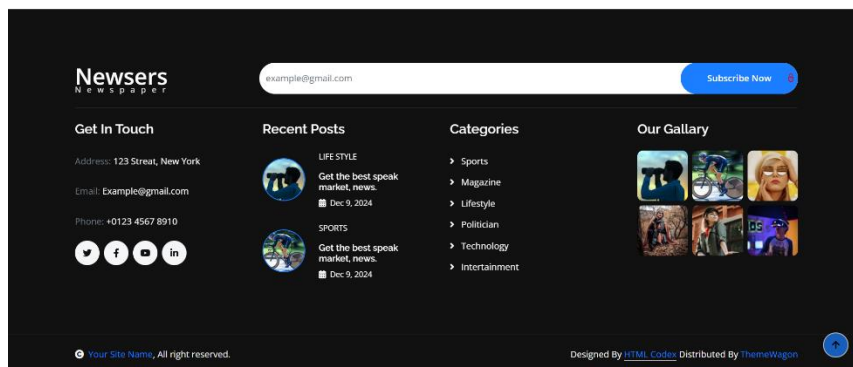 Newsers
Newspaper
example@gmail.com
Subscribe Now
Get In Touch
Address: 123 Streat, New York
Email: Example@gmail.com
Phone: +0123 4567 8910
Recent Posts
LIFE STYLE
Get the best speak
market, news.
Dec 9, 2024
SPORTS
Get the best speak
market, news.
Dec 9, 2024
Categories
Sports
Magazine
Lifestyle
Politician
Technology
Intertainment
Our Gallary
Your Site Name, All right reserved.
Designed By HTML Codex Distributed By ThemeWagon